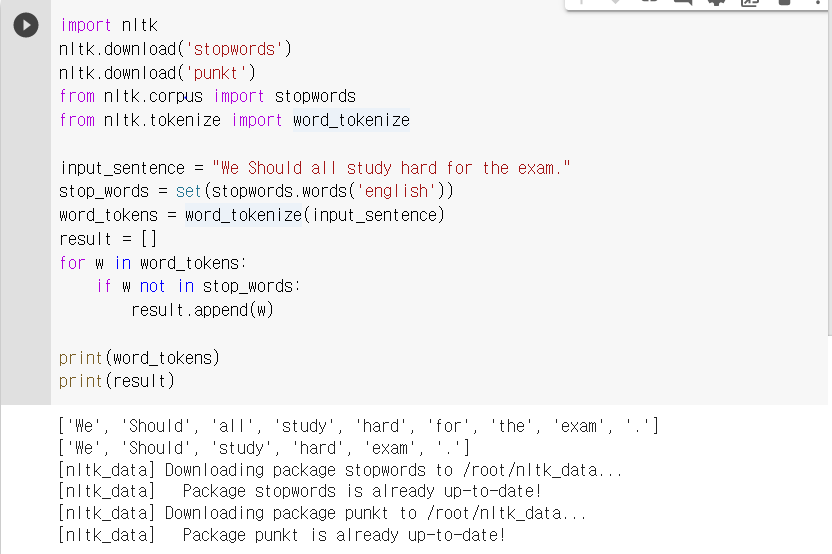 import nltk
nltk.download('stopwords')
nltk.download('punkt')
from nltk.corpus import stopwords
from nltk.tokenize import word_tokenize

input_sentence = "We Should all study hard for the exam."
stop_words = set(stopwords.words('english'))
word_tokens = word_tokenize(input_sentence)
result = []
for w in word_tokens:
    if w not in stop_words:
        result.append(w)

print(word_tokens)
print(result)
['We', 'Should', 'all', 'study', 'hard', 'for', 'the', 'exam', '.']
['We', 'Should', 'study', 'hard', 'exam', '.']
[nltk_data] Downloading package stopwords to /root/nltk_data...
[nltk_data]   Package stopwords is already up-to-date!
[nltk_data] Downloading package punkt to /root/nltk_data...
[nltk_data]   Package punkt is already up-to-date!